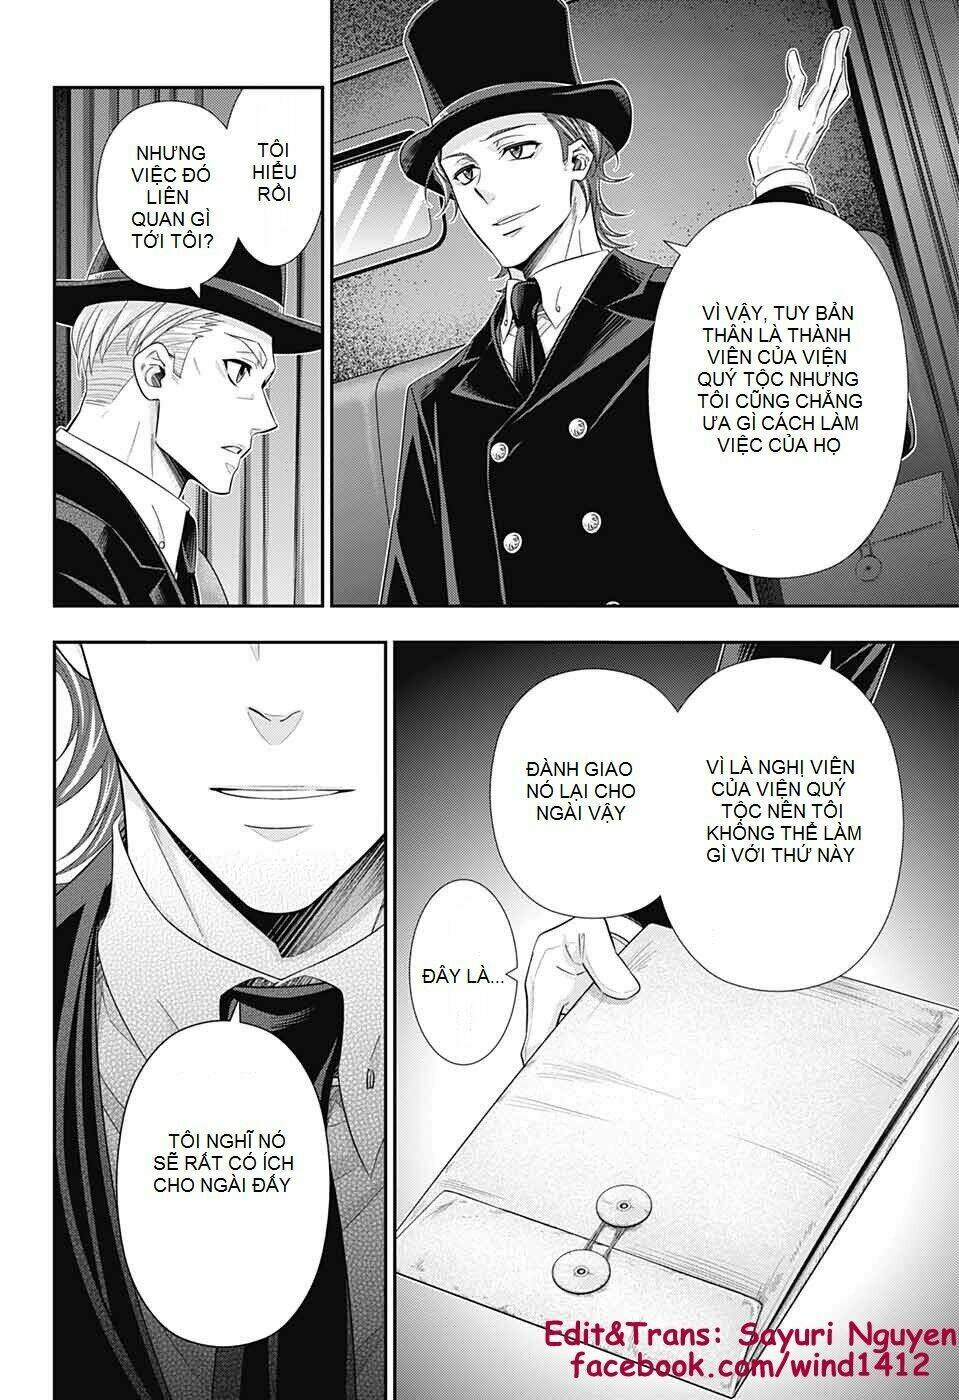 VÌ VẬY, TUY BẢN
THÂN LÀ THÀNH
VIÊN CỦA VIỆN
QUÝ TỘC NHƯNG
TÔI CŨNG CHẲNG
ƯA GÌ CÁCH LÀM
VIỆC CỦA HỌ
TÔI
HIỂU
RỒI
NHƯNG
VIỆC ĐÓ
LIÊN
QUAN GÌ
TỚI TÔI?
VÌ LÀ NGHỊ VIÊN
CỦA VIỆN QUÝ
TỘC NÊN TÔI
KHÔNG THỂ LÀM
GÌ VỚI THỨ NÀY
ĐÀNH GIAO
NÓ LẠI CHO
NGÀI VẬY
ĐÂY LÀ...
TÔI NGHĨ NÓ
SẼ RẤT CÓ ÍCH
CHO NGÀI ĐẤY
Edit&Trans: Sayuri Nguyen
facebook.com/wind1412